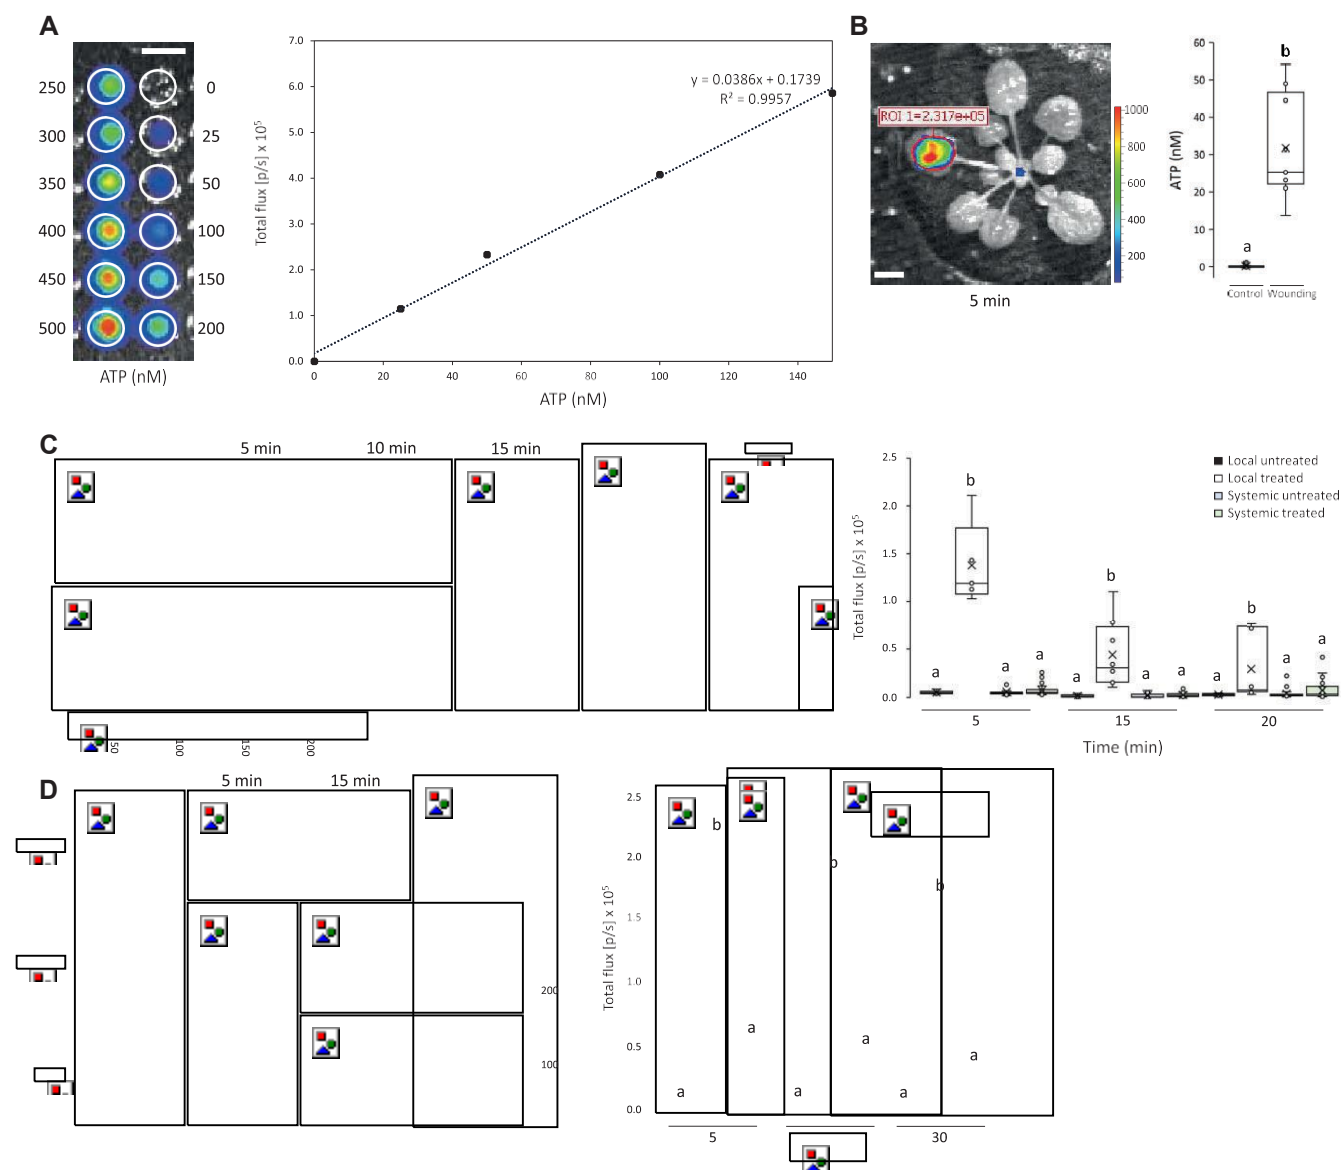 A
250 0
300 25
350 50
400 100
450 150
500 200
ATP (nM)
7.0
6.0
5.0
4.0
3.0
2.0
1.0
0.0
Total flux [p/s] x 10⁵
y = 0.0386x + 0.1739
R² = 0.9957
0 20 40 60 80 100 120 140
ATP (nM)
B
ROI 1=2.317e+05
1000
800
600
400
200
5 min
60
50
40
30
20
10
0
ATP (nM)
a
b
Control Wounding
C
5 min 10 min 15 min
50 100 150 200
2.5
2.0
1.5
1.0
0.5
0.0
Total flux [p/s] x 10⁵
a b a a a b a a a b a a
5 15 20
Time (min)
Local untreated
Local treated
Systemic untreated
Systemic treated
D
5 min 15 min
200
100
2.5
2.0
1.5
1.0
0.5
0.0
Total flux [p/s] x 10⁵
a b a a b a a b a
5 30